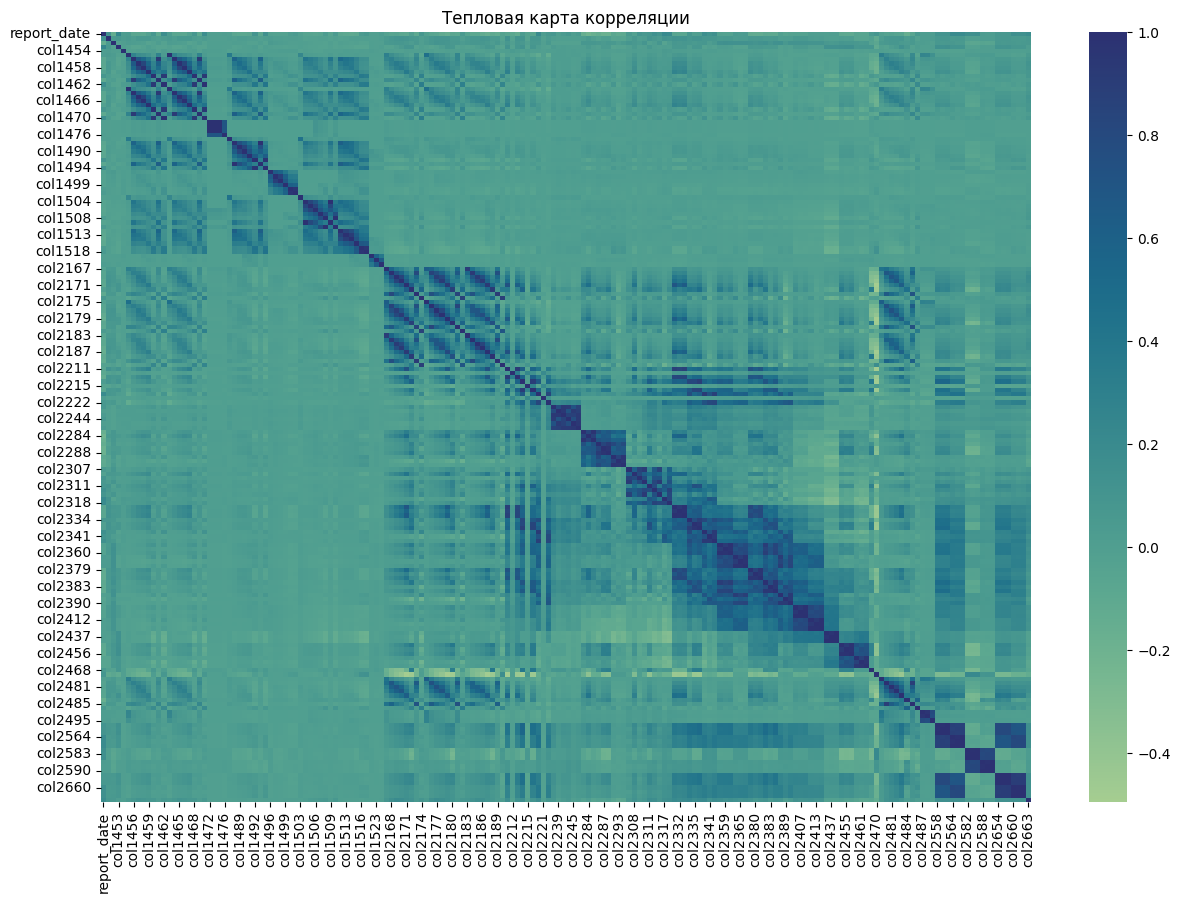 Тепловая карта корреляции
report_date
col1454
col1458
col1462
col1466
col1470
col1476
col1490
col1494
col1499
col1504
col1508
col1513
col1518
col2167
col2171
col2175
col2179
col2183
col2187
col2211
col2215
col2222
col2244
col2284
col2288
col2307
col2311
col2318
col2334
col2341
col2360
col2379
col2383
col2390
col2412
col2437
col2456
col2468
col2481
col2485
col2495
col2564
col2583
col2590
col2660
1.0
0.8
0.6
0.4
0.2
0.0
−0.2
−0.4
report_date
col1453
col1456
col1459
col1462
col1465
col1468
col1472
col1476
col1489
col1492
col1496
col1499
col1503
col1506
col1509
col1513
col1516
col1523
col2168
col2171
col2174
col2177
col2180
col2183
col2186
col2189
col2212
col2215
col2221
col2239
col2245
col2284
col2287
col2293
col2308
col2311
col2317
col2332
col2335
col2341
col2359
col2365
col2380
col2383
col2389
col2407
col2413
col2437
col2455
col2461
col2470
col2481
col2484
col2487
col2558
col2564
col2582
col2588
col2654
col2660
col2663